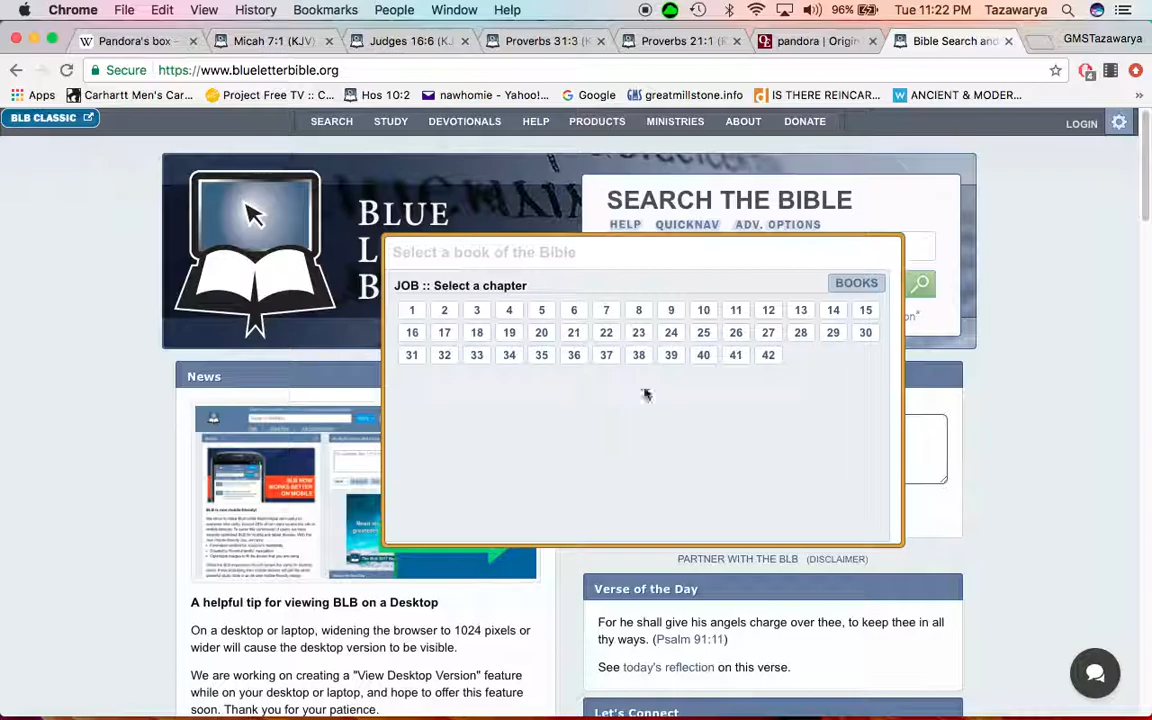 Chrome File Edit View History Bookmarks People Window Help 96% Tue 11:22 PM Tazawarya
Pandora's box – Micah 7:1 (KJV) Judges 16:6 (KJ Proverbs 31:3 (K Proverbs 21:1 (K pandora | Origin Bible Search and GMSTazawarya
Secure https://www.blueletterbible.org
Apps Carhartt Men's Car... Project Free TV :: C... Hos 10:2 nawhomie - Yahoo!... Google greatmillstone.info IS THERE REINCAR... ANCIENT & MODER... »
BLB CLASSIC
SEARCH STUDY DEVOTIONALS HELP PRODUCTS MINISTRIES ABOUT DONATE LOGIN
BLUE
SEARCH THE BIBLE
HELP QUICKNAV ADV. OPTIONS
Select a book of the Bible
JOB :: Select a chapter BOOKS
1 2 3 4 5 6 7 8 9 10 11 12 13 14 15
16 17 18 19 20 21 22 23 24 25 26 27 28 29 30
31 32 33 34 35 36 37 38 39 40 41 42
News
BLB NOW
WORKS BETTER
ON MOBILE
PARTNER WITH THE BLB (DISCLAIMER)
Verse of the Day
For he shall give his angels charge over thee, to keep thee in all
thy ways. (Psalm 91:11)
See today's reflection on this verse.
Let's Connect
A helpful tip for viewing BLB on a Desktop
On a desktop or laptop, widening the browser to 1024 pixels or
wider will cause the desktop version to be visible.
We are working on creating a "View Desktop Version" feature
while on your desktop or laptop, and hope to offer this feature
soon. Thank you for your patience.